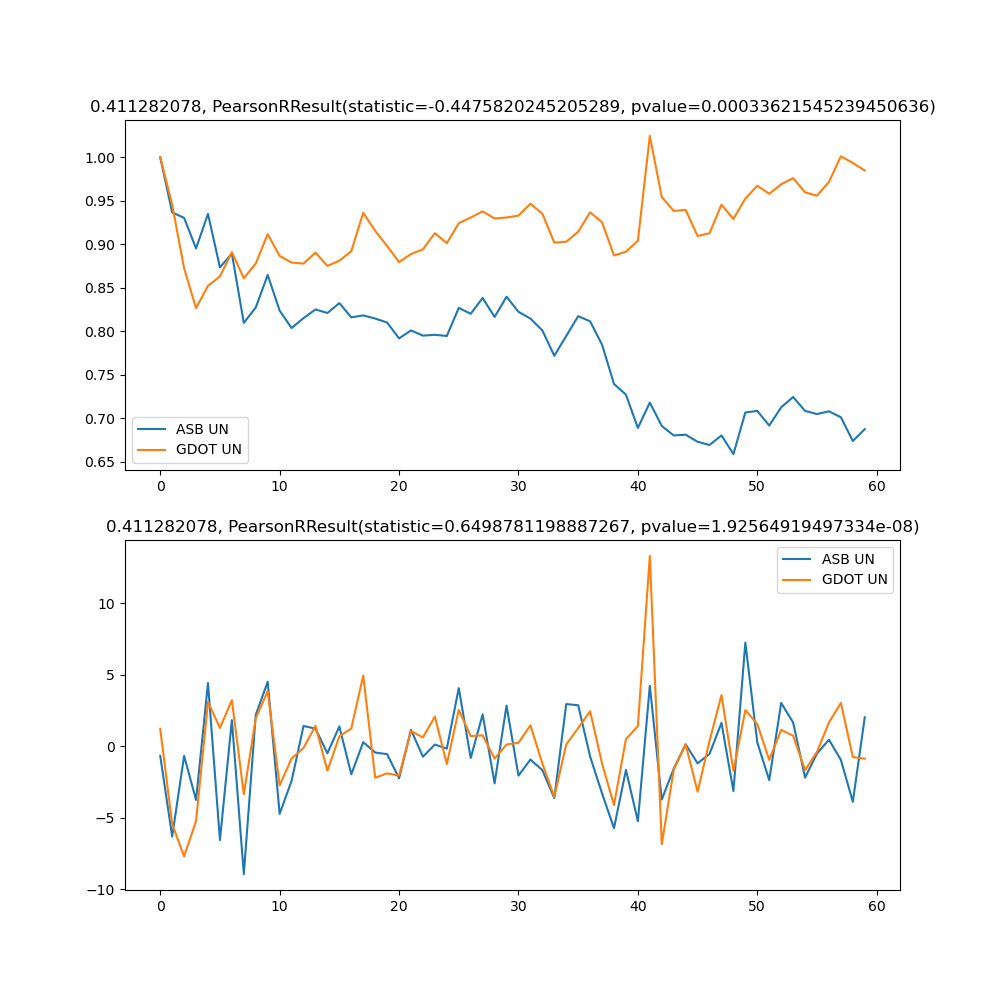 0.411282078, PearsonRResult(statistic=-0.4475820245205289, pvalue=0.00033621545239450636)
1.00
0.95
0.90
0.85
0.80
0.75
0.70
0.65
ASB UN
GDOT UN
0 10 20 30 40 50 60
0.411282078, PearsonRResult(statistic=0.6498781198887267, pvalue=1.92564919497334e-08)
ASB UN
GDOT UN
10
5
0
−5
−10
0 10 20 30 40 50 60